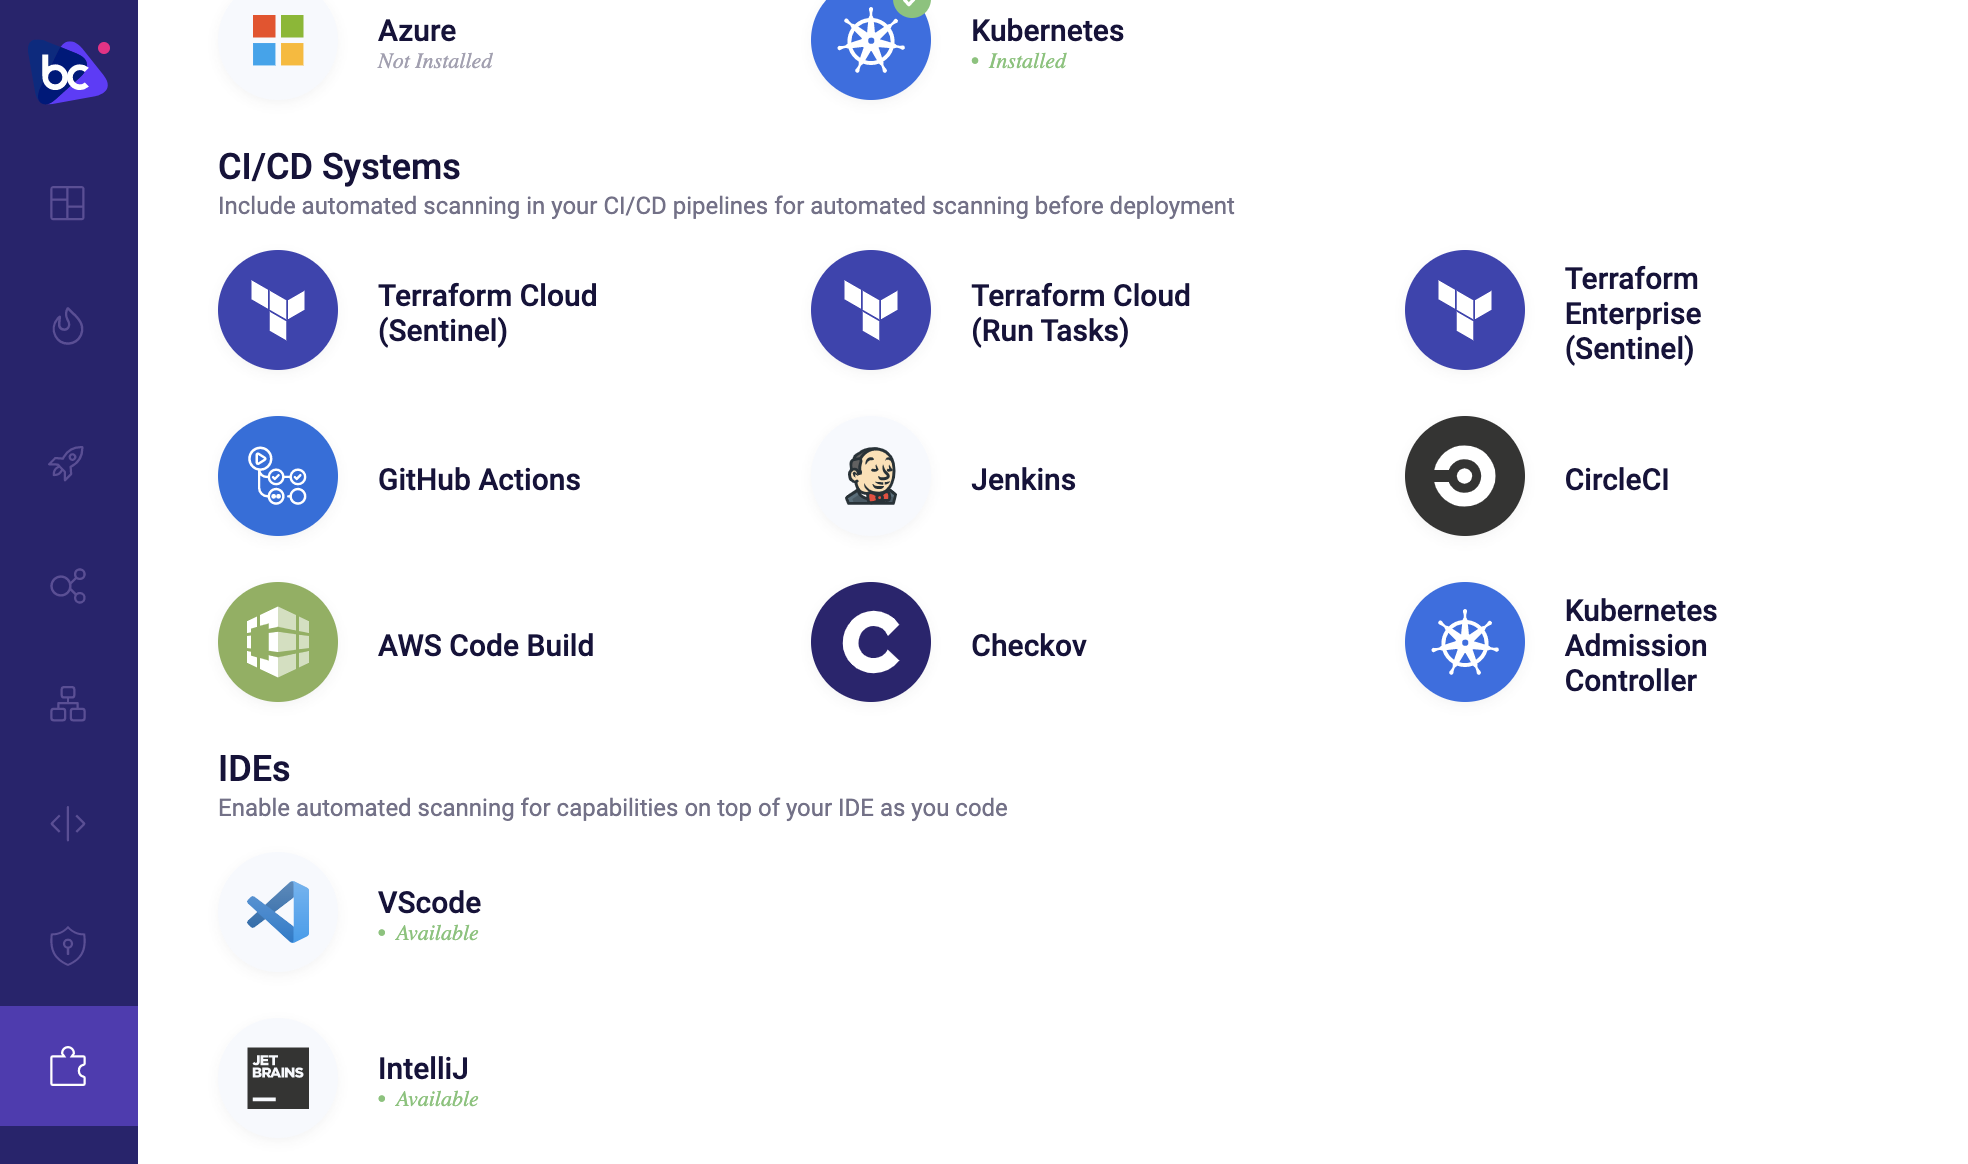 bc
Azure
Not Installed
Kubernetes
• Installed
CI/CD Systems
Include automated scanning in your CI/CD pipelines for automated scanning before deployment
Terraform Cloud
(Sentinel)
Terraform Cloud
(Run Tasks)
Terraform
Enterprise
(Sentinel)
GitHub Actions
Jenkins
CircleCI
AWS Code Build
Checkov
Kubernetes
Admission
Controller
IDEs
Enable automated scanning for capabilities on top of your IDE as you code
VScode
• Available
JET
BRAINS
IntelliJ
• Available